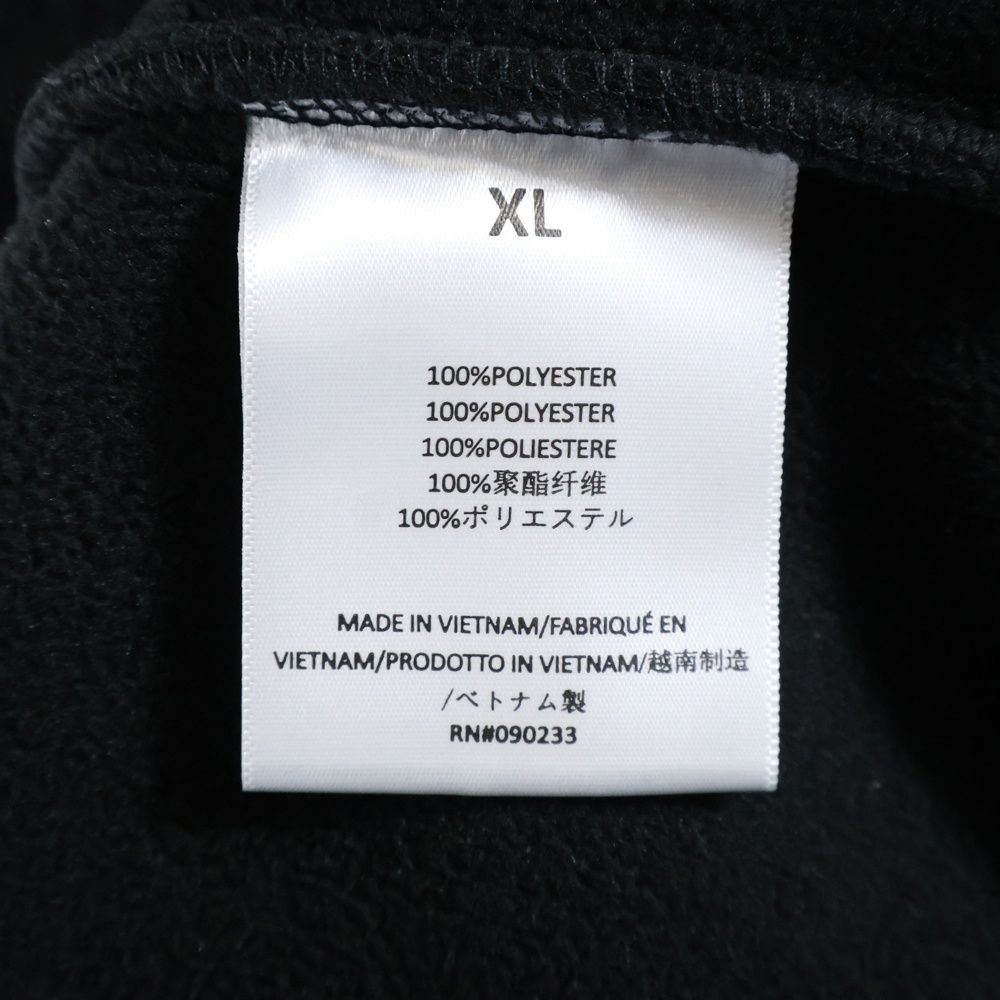 XL
100%POLYESTER
100%POLYESTER
100%POLIESTERE
100%聚酯纤维
100%ポリエステル
MADE IN VIETNAM/FABRIQUÉ EN
VIETNAM/PRODOTTO IN VIETNAM/越南制造
/ベトナム製
RN#090233